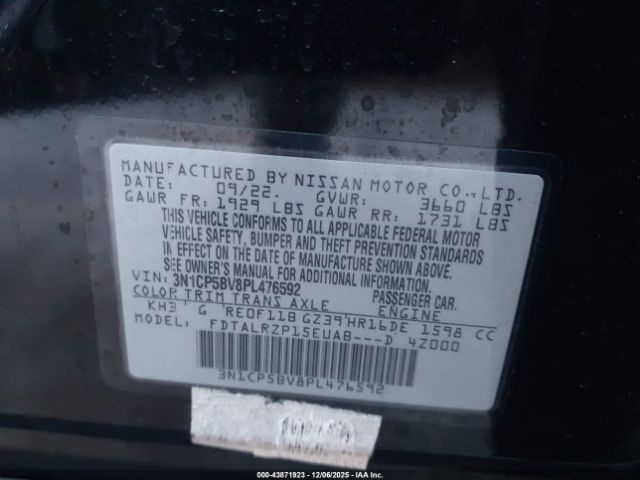 MANUFACTURED BY NISSAN MOTOR CO.,LTD.
DATE: 09/22. GVWR: 3660 LBS
GAWR FR: 1929 LBS GAWR RR: 1731 LBS
THIS VEHICLE CONFORMS TO ALL APPLICABLE FEDERAL MOTOR
VEHICLE SAFETY, BUMPER AND THEFT PREVENTION STANDARDS
IN EFFECT ON THE DATE OF MANUFACTURE SHOWN ABOVE.
SEE OWNER'S MANUAL FOR ADDITIONAL INFORMATION
VIN: 3N1CP5BV8PL476592 PASSENGER CAR.
COLOR TRIM TRANS AXLE ENGINE
KH3 G RE0F11B GZ39 HR16DE 1598 CC
MODEL: FDTALRZP15EUAB---D 4Z000
3N1CP5BV8PL476592
000-43871923 | 12/06/2025 | Copyright © IAA